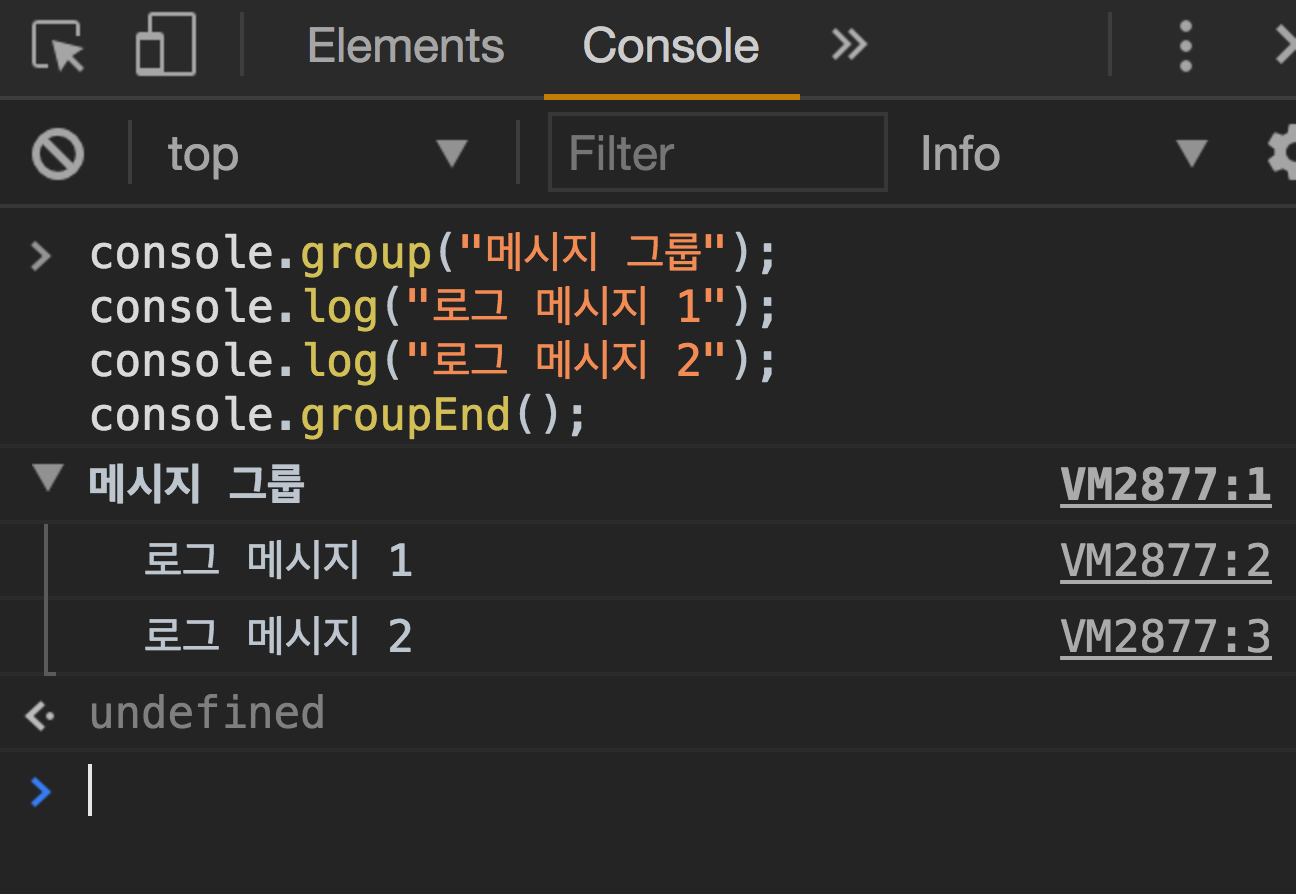 Elements Console
top Filter Info
console.group("메시지 그룹");
console.log("로그 메시지 1");
console.log("로그 메시지 2");
console.groupEnd();
메시지 그룹 VM2877:1
로그 메시지 1 VM2877:2
로그 메시지 2 VM2877:3
undefined